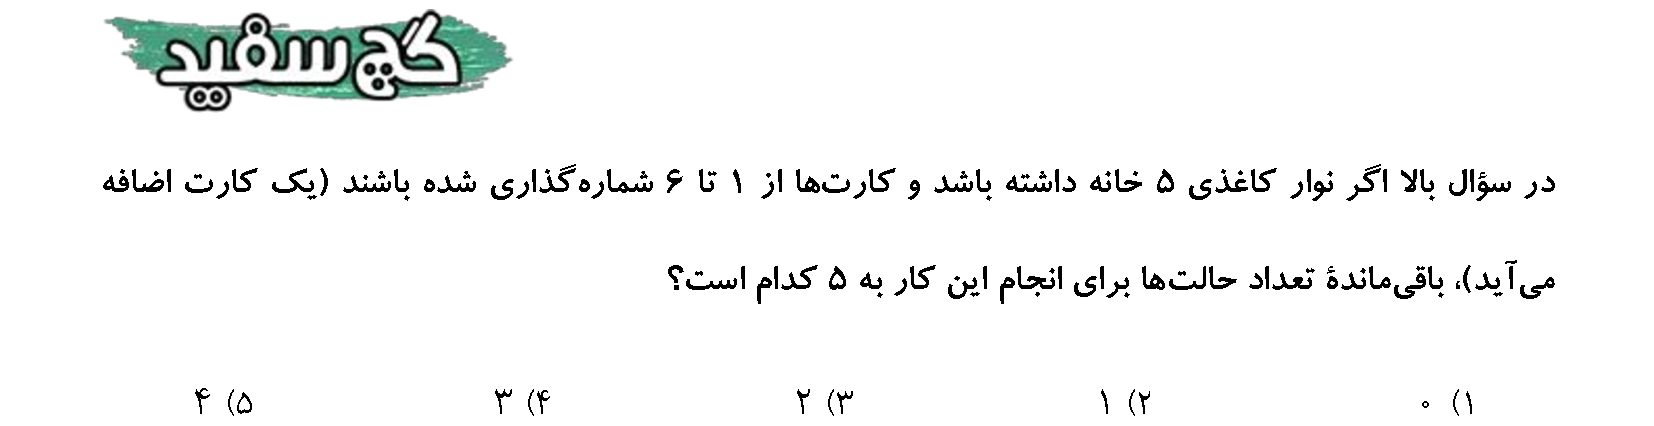 گچ سفید
در سؤال بالا اگر نوار کاغذی ۵ خانه داشته باشد و کارت‌ها از ۱ تا ۶ شماره‌گذاری شده باشند (یک کارت اضافه
می‌آید)، باقی‌ماندهٔ تعداد حالت‌ها برای انجام این کار به ۵ کدام است؟
۱) ۰ ۲) ۱ ۳) ۲ ۴) ۳ ۵) ۴